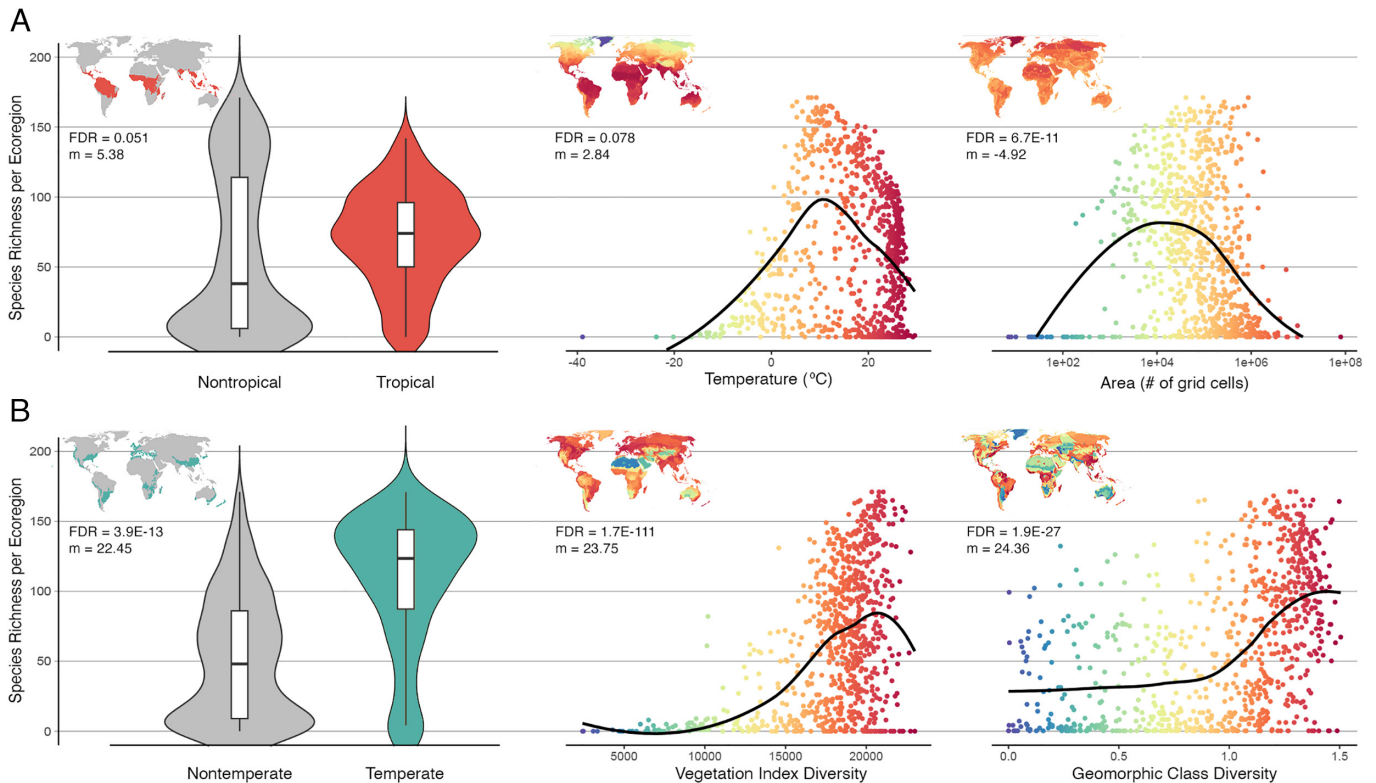 A
Species Richness per Ecoregion
200
150
100
50
0
FDR = 0.051
m = 5.38
Nontropical
Tropical
FDR = 0.078
m = 2.84
-40
-20
0
20
Temperature (ºC)
FDR = 6.7E-11
m = -4.92
1e+02
1e+04
1e+06
1e+08
Area (# of grid cells)
B
Species Richness per Ecoregion
200
150
100
50
0
FDR = 3.9E-13
m = 22.45
Nontemperate
Temperate
FDR = 1.7E-111
m = 23.75
5000
10000
15000
20000
Vegetation Index Diversity
FDR = 1.9E-27
m = 24.36
0.0
0.5
1.0
1.5
Geomorphic Class Diversity